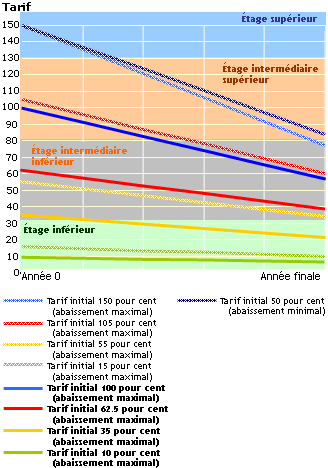 Tarif
Étage supérieur
150
140
130
Étage intermédiaire
supérieur
120
110
100
90
80
Étage intermédiaire
inférieur
70
60
50
40
30
Étage inférieur
20
10
0
Année 0
Année finale
Tarif initial 150 pour cent
(abaissement maximal)
Tarif initial 50 pour cent
(abaissement minimal)
Tarif initial 105 pour cent
(abaissement maximal)
Tarif initial 55 pour cent
(abaissement maximal)
Tarif initial 15 pour cent
(abaissement maximal)
Tarif initial 100 pour cent
(abaissement maximal)
Tarif initial 62.5 pour cent
(abaissement maximal)
Tarif initial 35 pour cent
(abaissement maximal)
Tarif initial 10 pour cent
(abaissement maximal)